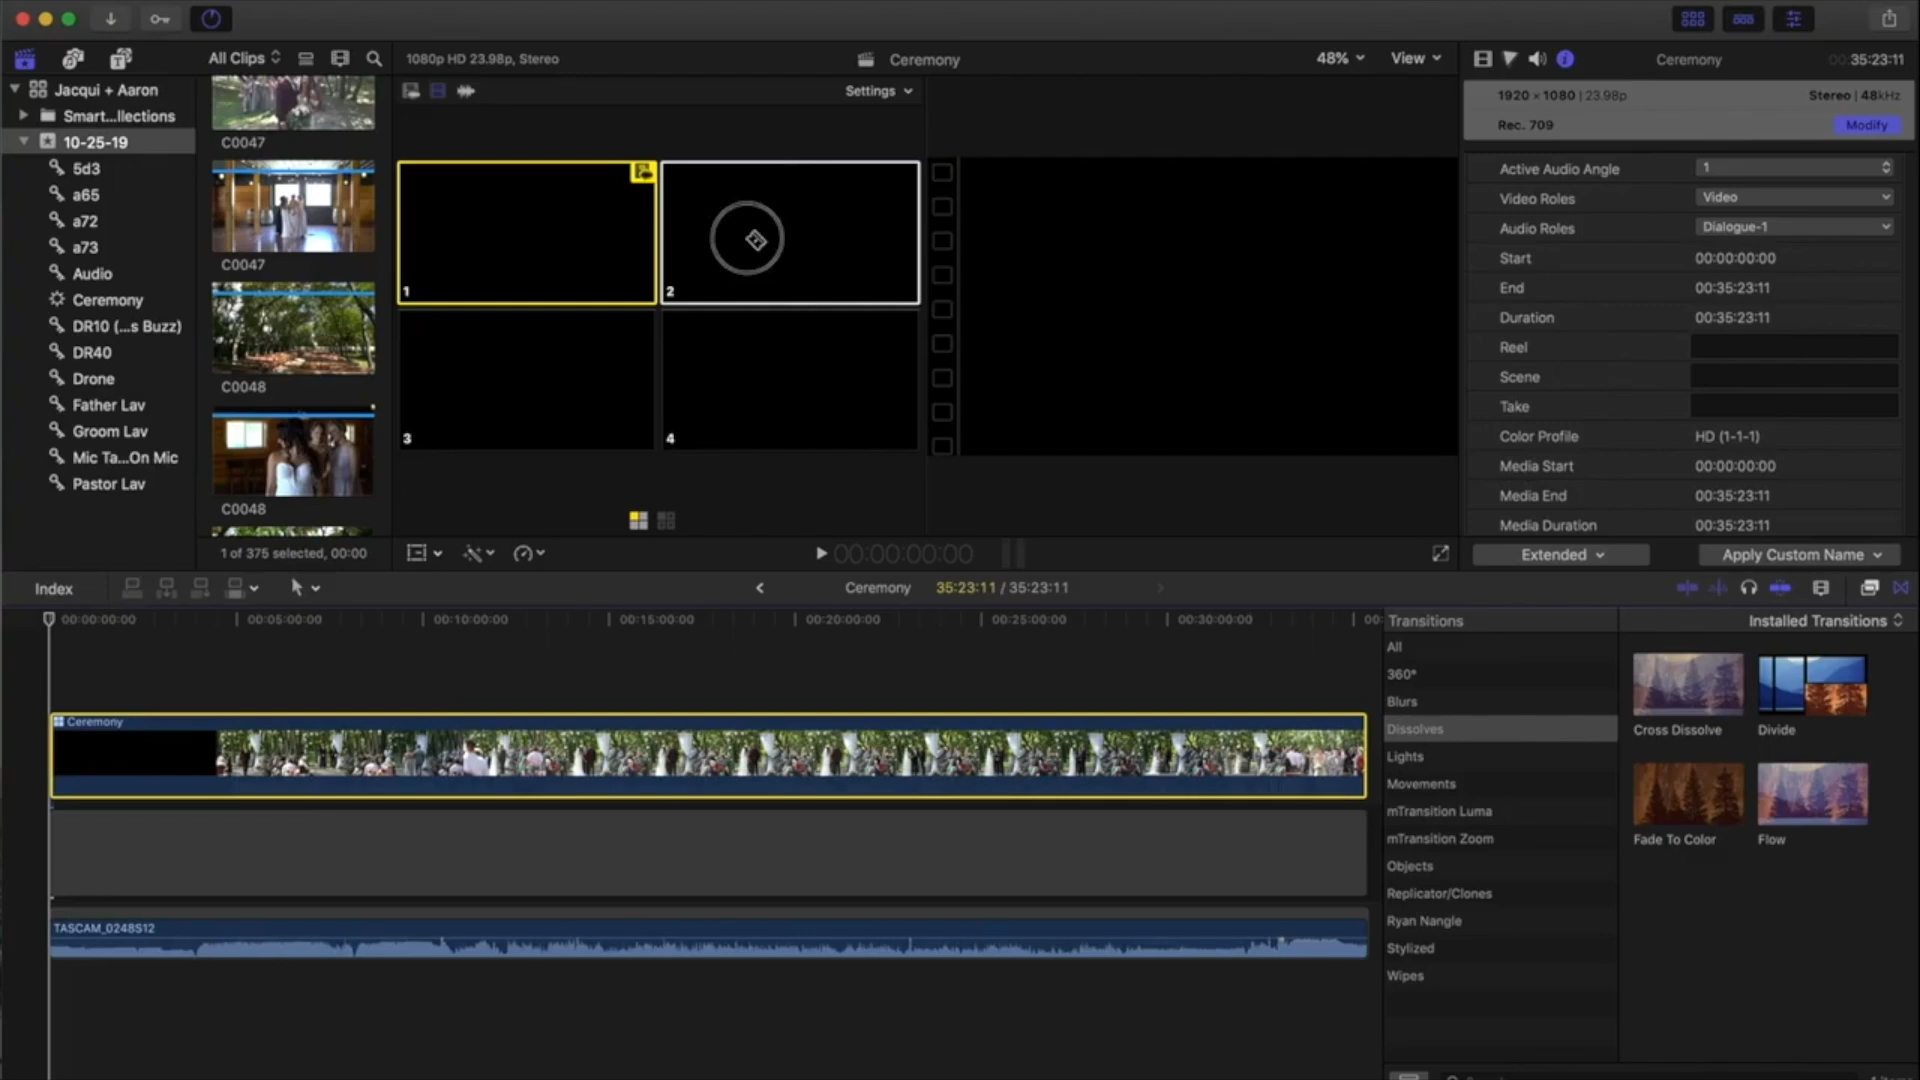 All Clips
1080p HD 23.98p, Stereo
Ceremony
48%
View
Ceremony
00:35:23:11
Jacqui + Aaron
Smart...llections
10-25-19
5d3
a65
a72
a73
Audio
Ceremony
DR10 (...s Buzz)
DR40
Drone
Father Lav
Groom Lav
Mic Ta...On Mic
Pastor Lav
C0047
C0047
C0048
C0048
1 of 375 selected, 00:00
Settings
1
2
3
4
00:00:00:00
1920 × 1080 | 23.98p
Stereo | 48kHz
Rec. 709
Modify
Active Audio Angle
1
Video Roles
Video
Audio Roles
Dialogue-1
Start
00:00:00:00
End
00:35:23:11
Duration
00:35:23:11
Reel
Scene
Take
Color Profile
HD (1-1-1)
Media Start
00:00:00:00
Media End
00:35:23:11
Media Duration
00:35:23:11
Extended
Apply Custom Name
Index
Ceremony
35:23:11 / 35:23:11
00:00:00:00
00:05:00:00
00:10:00:00
00:15:00:00
00:20:00:00
00:25:00:00
00:30:00:00
00:
Ceremony
TASCAM_0248S12
Transitions
All
360°
Blurs
Dissolves
Lights
Movements
mTransition Luma
mTransition Zoom
Objects
Replicator/Clones
Ryan Nangle
Stylized
Wipes
Installed Transitions
Cross Dissolve
Divide
Fade To Color
Flow